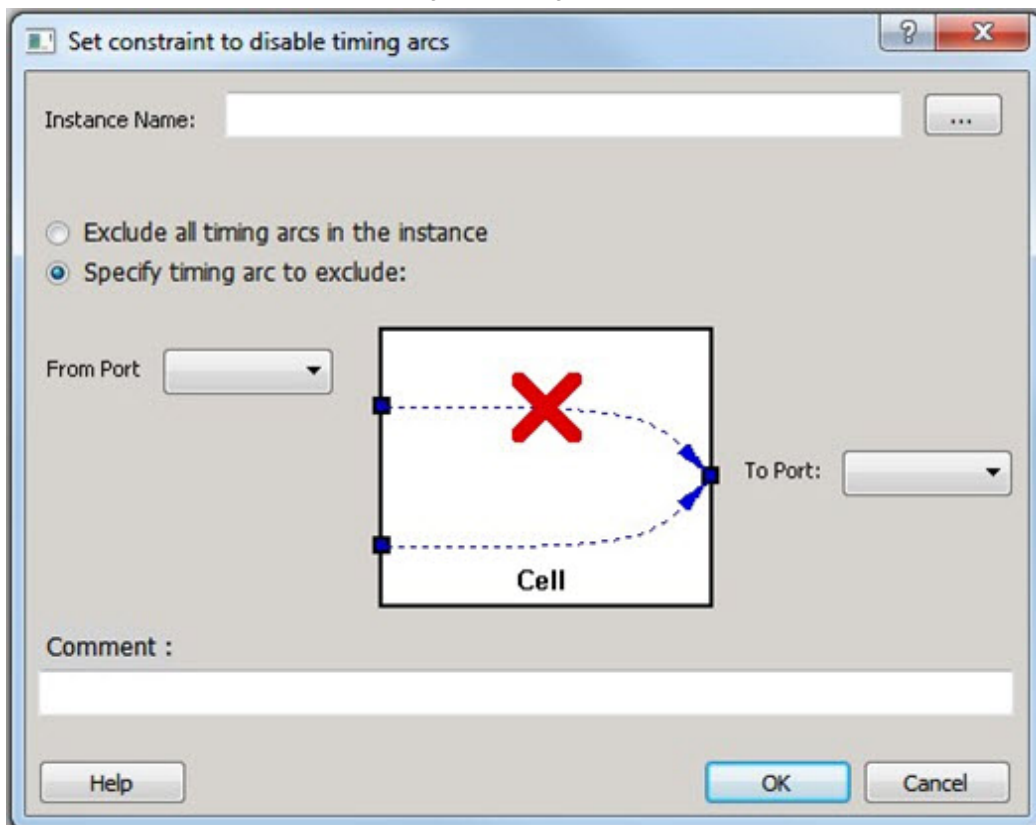 Set constraint to disable timing arcs
Instance Name:
...
Exclude all timing arcs in the instance
Specify timing arc to exclude:
From Port
To Port:
Cell
Comment :
Help
OK
Cancel